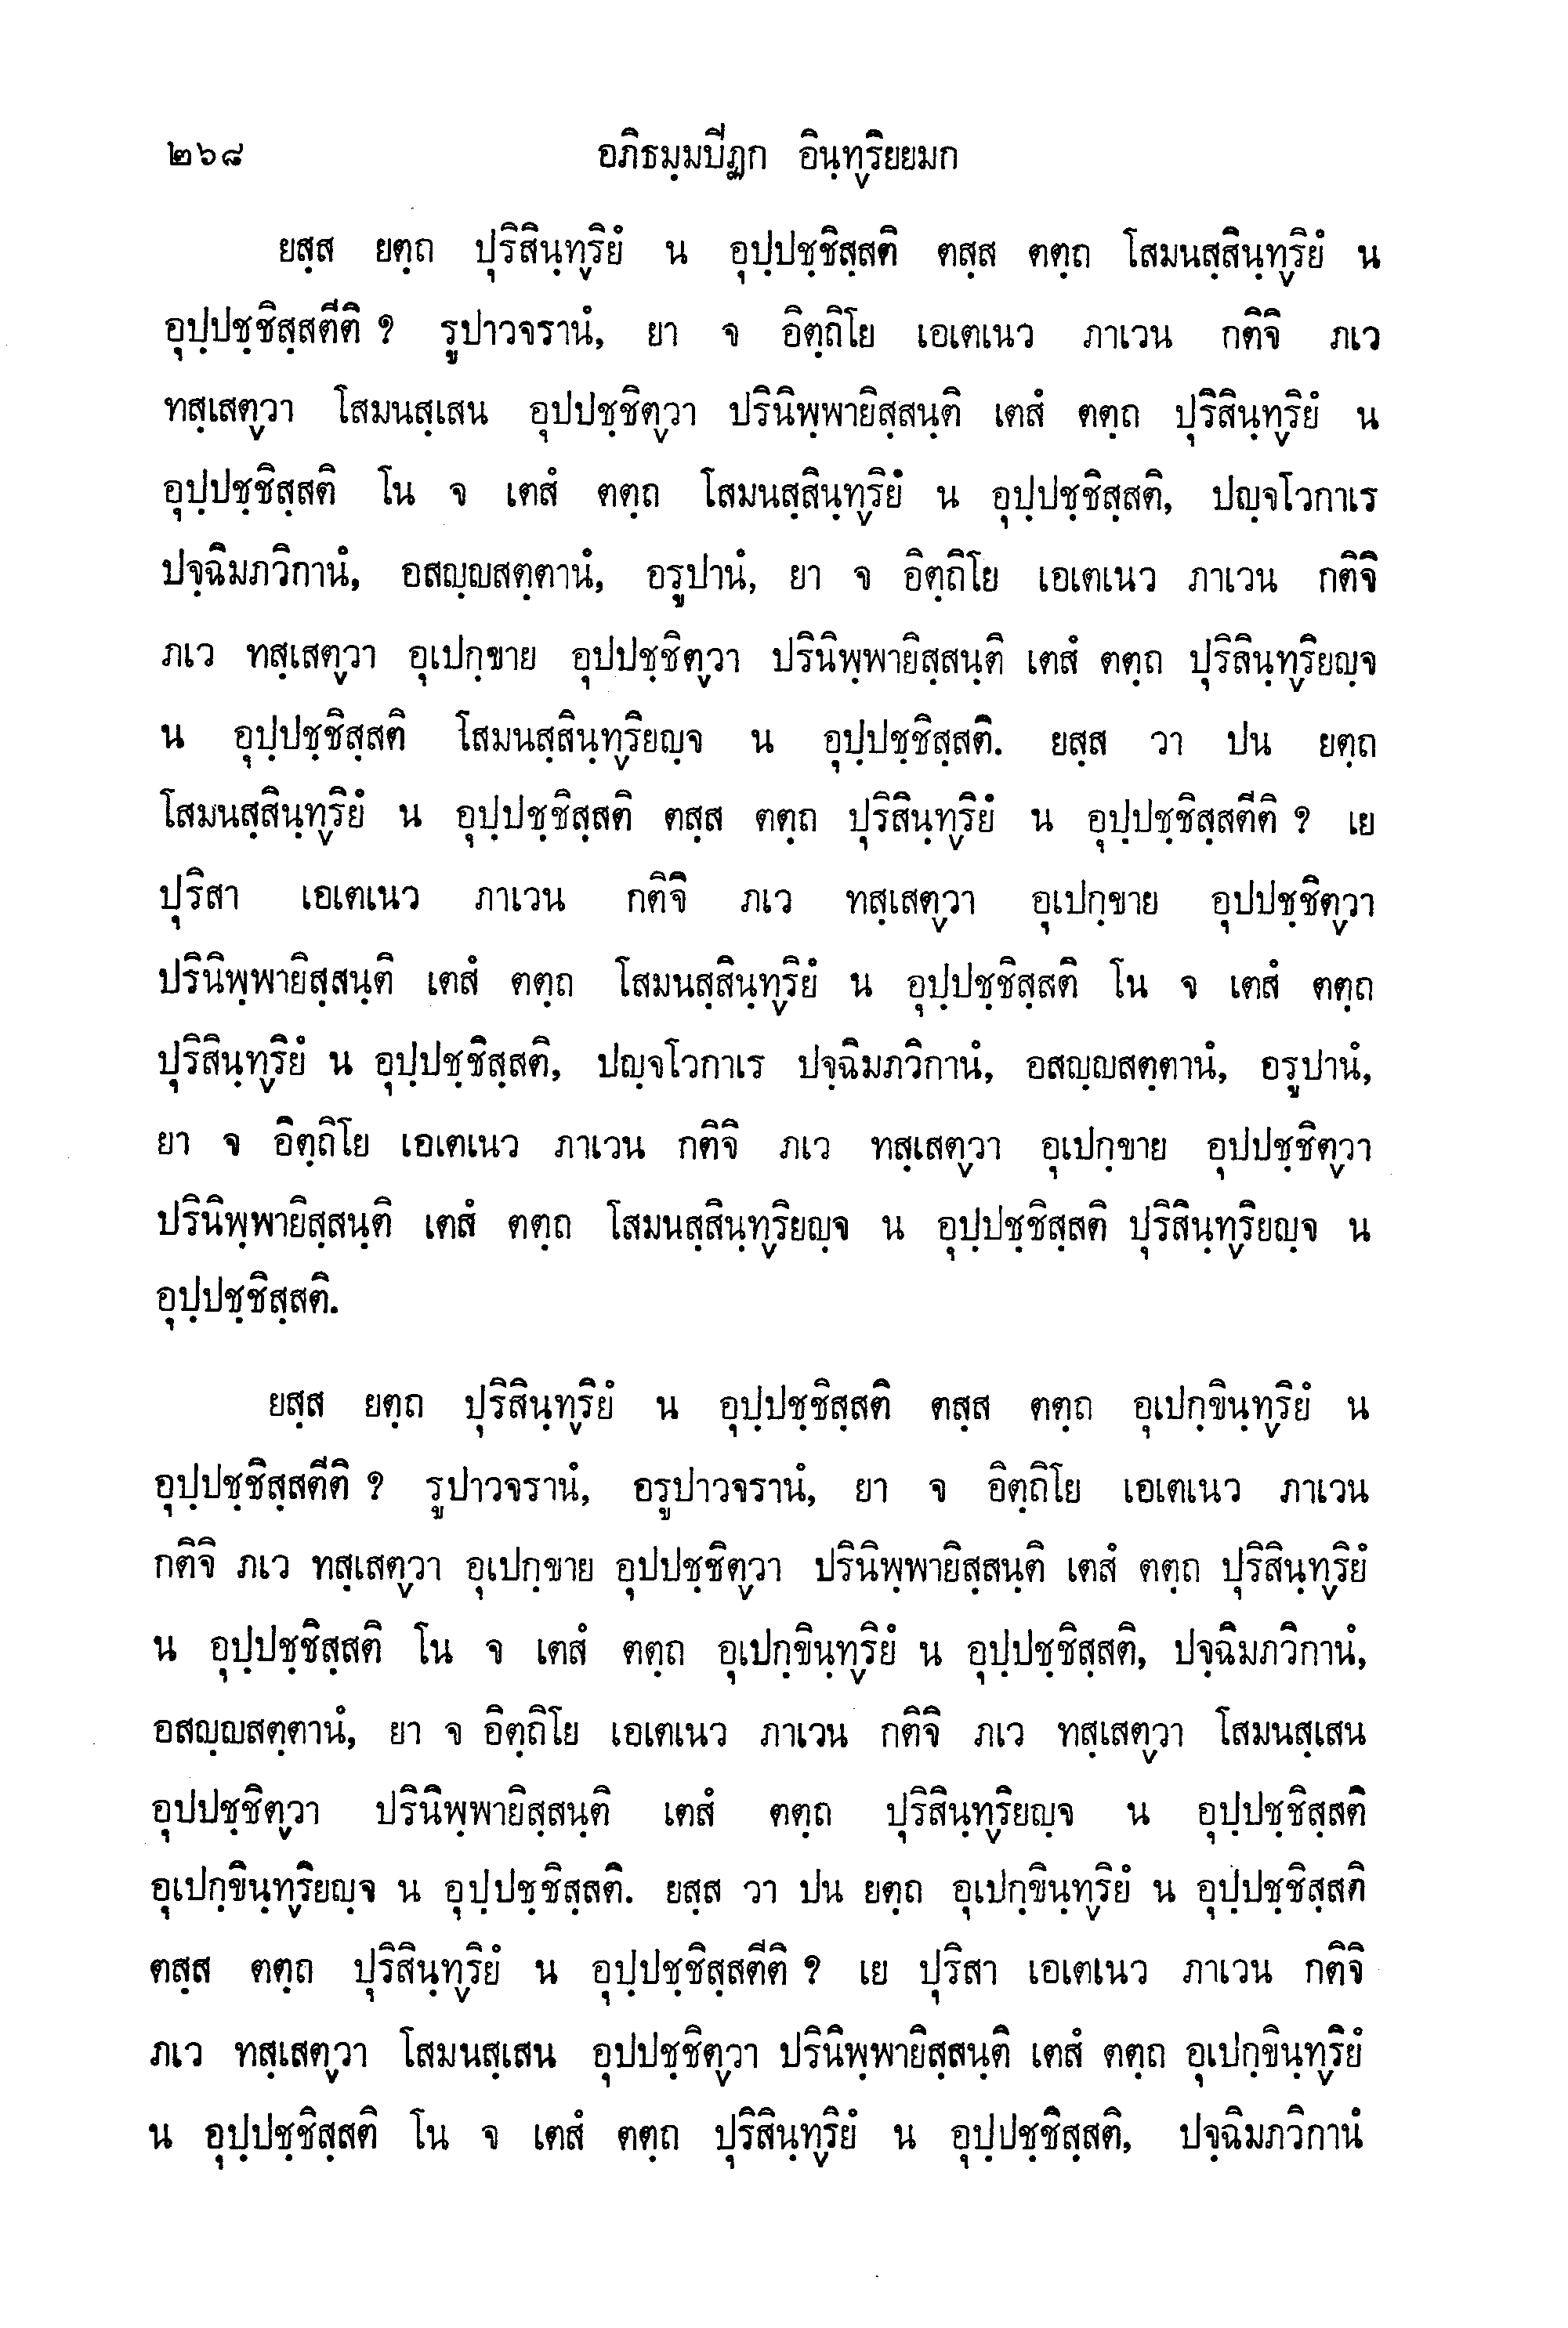 ๒๖๘ อภิธมฺมปีฏก อินฺทฺริยยมก
ยสฺส ยตฺถ ปุริสินฺทฺริยํ น อุปฺปชฺชิสฺสติ ตสฺส ตตฺถ โสมนสฺสินฺทฺริยํ น
อุปฺปชฺชิสฺสตีติ ? รูปาวจรานํ, ยา จ อิตฺถิโย เอเตเนว ภาเวน กติจิ ภเว
ทสฺเสตฺวา โสมนสฺเสน อุปปชฺชิตฺวา ปรินิพฺพายิสฺสนฺติ เตสํ ตตฺถ ปุริสินฺทฺริยํ น
อุปฺปชฺชิสฺสติ โน จ เตสํ ตตฺถ โสมนสฺสินฺทฺริยํ น อุปฺปชฺชิสฺสติ, ปญฺจโวกาเร
ปจฺฉิมภวิกานํ, อสญฺญสตฺตานํ, อรูปานํ, ยา จ อิตฺถิโย เอเตเนว ภาเวน กติจิ
ภเว ทสฺเสตฺวา อุเปกฺขาย อุปปชฺชิตฺวา ปรินิพฺพายิสฺสนฺติ เตสํ ตตฺถ ปุริสินฺทฺริยญฺจ
น อุปฺปชฺชิสฺสติ โสมนสฺสินฺทฺริยญฺจ น อุปฺปชฺชิสฺสติ. ยสฺส วา ปน ยตฺถ
โสมนสฺสินฺทฺริยํ น อุปฺปชฺชิสฺสติ ตสฺส ตตฺถ ปุริสินฺทฺริยํ น อุปฺปชฺชิสฺสตีติ ? เย
ปุริสา เอเตเนว ภาเวน กติจิ ภเว ทสฺเสตฺวา อุเปกฺขาย อุปปชฺชิตฺวา
ปรินิพฺพายิสฺสนฺติ เตสํ ตตฺถ โสมนสฺสินฺทฺริยํ น อุปฺปชฺชิสฺสติ โน จ เตสํ ตตฺถ
ปุริสินฺทฺริยํ น อุปฺปชฺชิสฺสติ, ปญฺจโวกาเร ปจฺฉิมภวิกานํ, อสญฺญสตฺตานํ, อรูปานํ,
ยา จ อิตฺถิโย เอเตเนว ภาเวน กติจิ ภเว ทสฺเสตฺวา อุเปกฺขาย อุปปชฺชิตฺวา
ปรินิพฺพายิสฺสนฺติ เตสํ ตตฺถ โสมนสฺสินฺทฺริยญฺจ น อุปฺปชฺชิสฺสติ ปุริสินฺทฺริยญฺจ น
อุปฺปชฺชิสฺสติ.
ยสฺส ยตฺถ ปุริสินฺทฺริยํ น อุปฺปชฺชิสฺสติ ตสฺส ตตฺถ อุเปกฺขินฺทฺริยํ น
อุปฺปชฺชิสฺสตีติ ? รูปาวจรานํ, อรูปาวจรานํ, ยา จ อิตฺถิโย เอเตเนว ภาเวน
กติจิ ภเว ทสฺเสตฺวา อุเปกฺขาย อุปปชฺชิตฺวา ปรินิพฺพายิสฺสนฺติ เตสํ ตตฺถ ปุริสินฺทฺริยํ
น อุปฺปชฺชิสฺสติ โน จ เตสํ ตตฺถ อุเปกฺขินฺทฺริยํ น อุปฺปชฺชิสฺสติ, ปจฺฉิมภวิกานํ,
อสญฺญสตฺตานํ, ยา จ อิตฺถิโย เอเตเนว ภาเวน กติจิ ภเว ทสฺเสตฺวา โสมนสฺเสน
อุปปชฺชิตฺวา ปรินิพฺพายิสฺสนฺติ เตสํ ตตฺถ ปุริสินฺทฺริยญฺจ น อุปฺปชฺชิสฺสติ
อุเปกฺขินฺทฺริยญฺจ น อุปฺปชฺชิสฺสติ. ยสฺส วา ปน ยตฺถ อุเปกฺขินฺทฺริยํ น อุปฺปชฺชิสฺสติ
ตสฺส ตตฺถ ปุริสินฺทฺริยํ น อุปฺปชฺชิสฺสตีติ ? เย ปุริสา เอเตเนว ภาเวน กติจิ
ภเว ทสฺเสตฺวา โสมนสฺเสน อุปปชฺชิตฺวา ปรินิพฺพายิสฺสนฺติ เตสํ ตตฺถ อุเปกฺขินฺทฺริยํ
น อุปฺปชฺชิสฺสติ โน จ เตสํ ตตฺถ ปุริสินฺทฺริยํ น อุปฺปชฺชิสฺสติ, ปจฺฉิมภวิกานํ